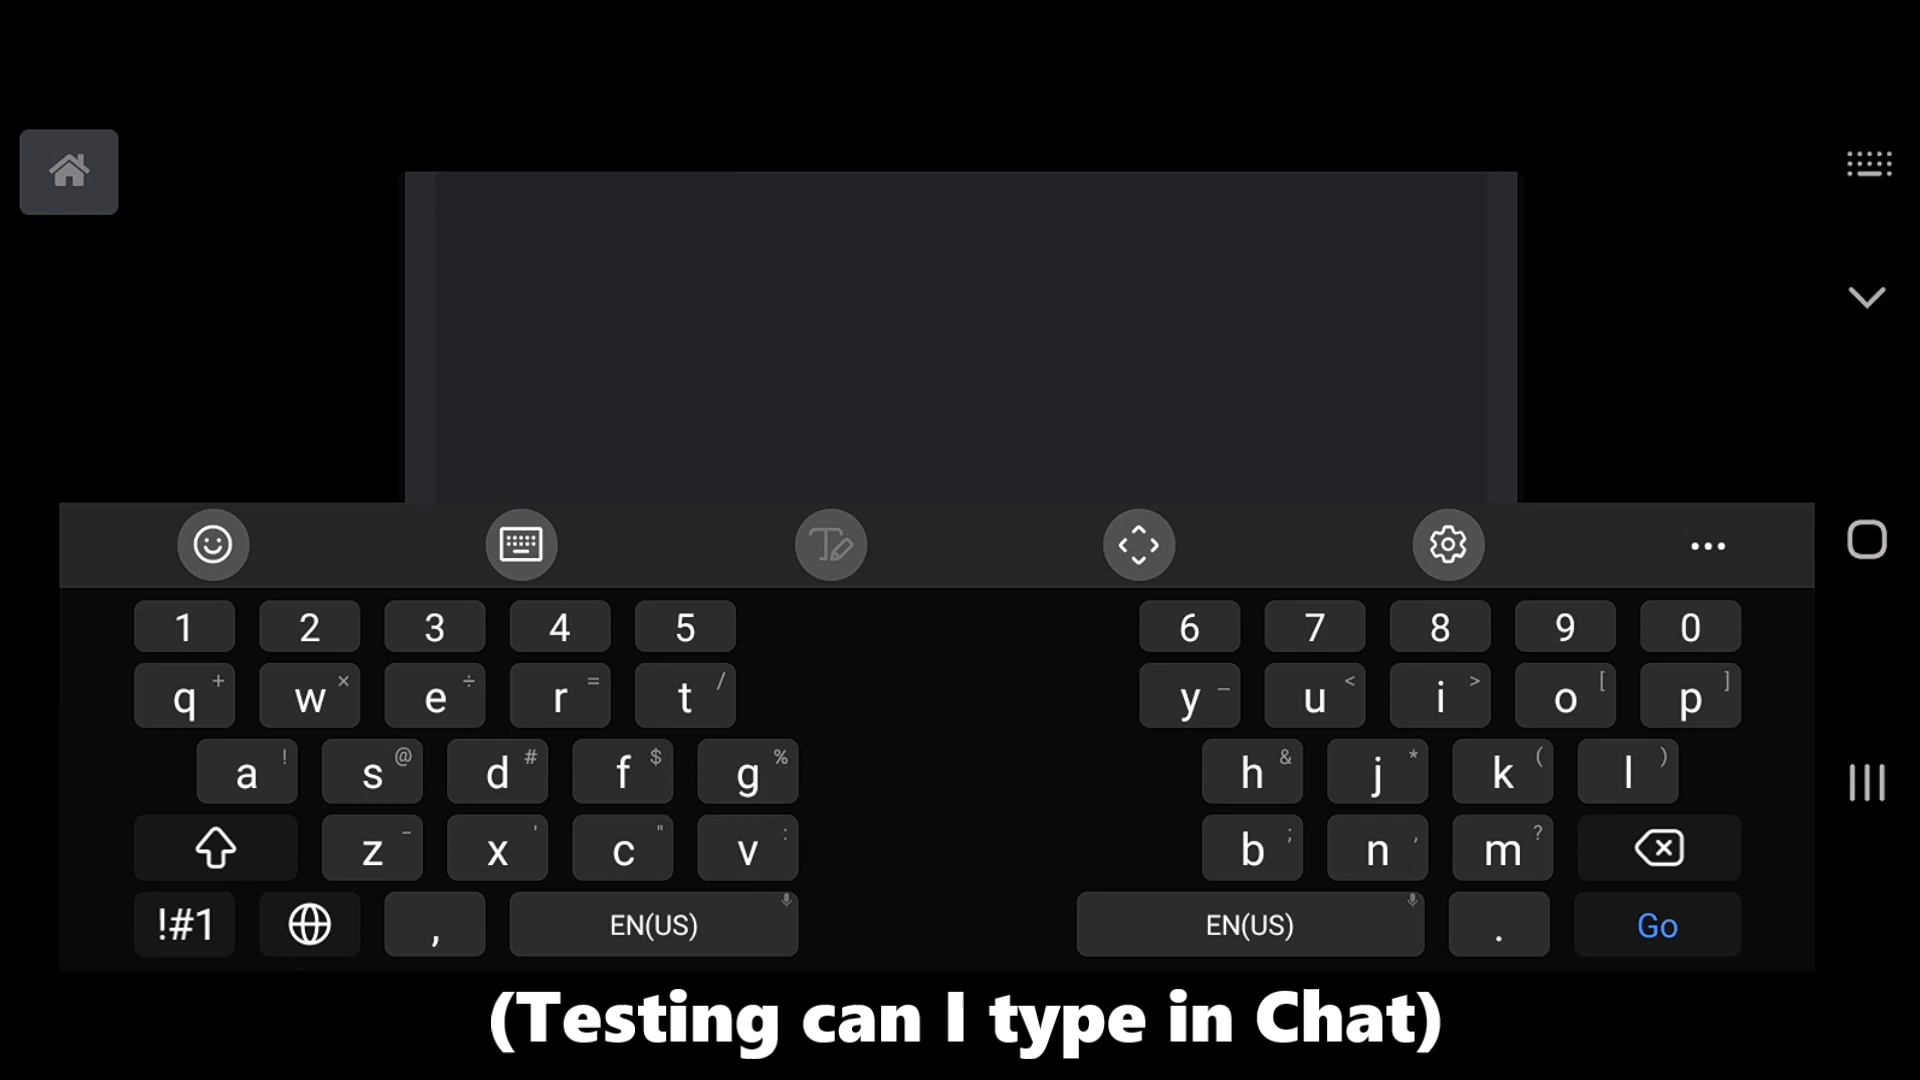 1 2 3 4 5 6 7 8 9 0
q + w × e ÷ r = t / y _ u < i > o [ p ]
a ! s @ d # f $ g % h & j * k ( l )
z - x ' c " v : b ; n , m ?
!#1 , EN(US) EN(US) . Go
(Testing can I type in Chat)